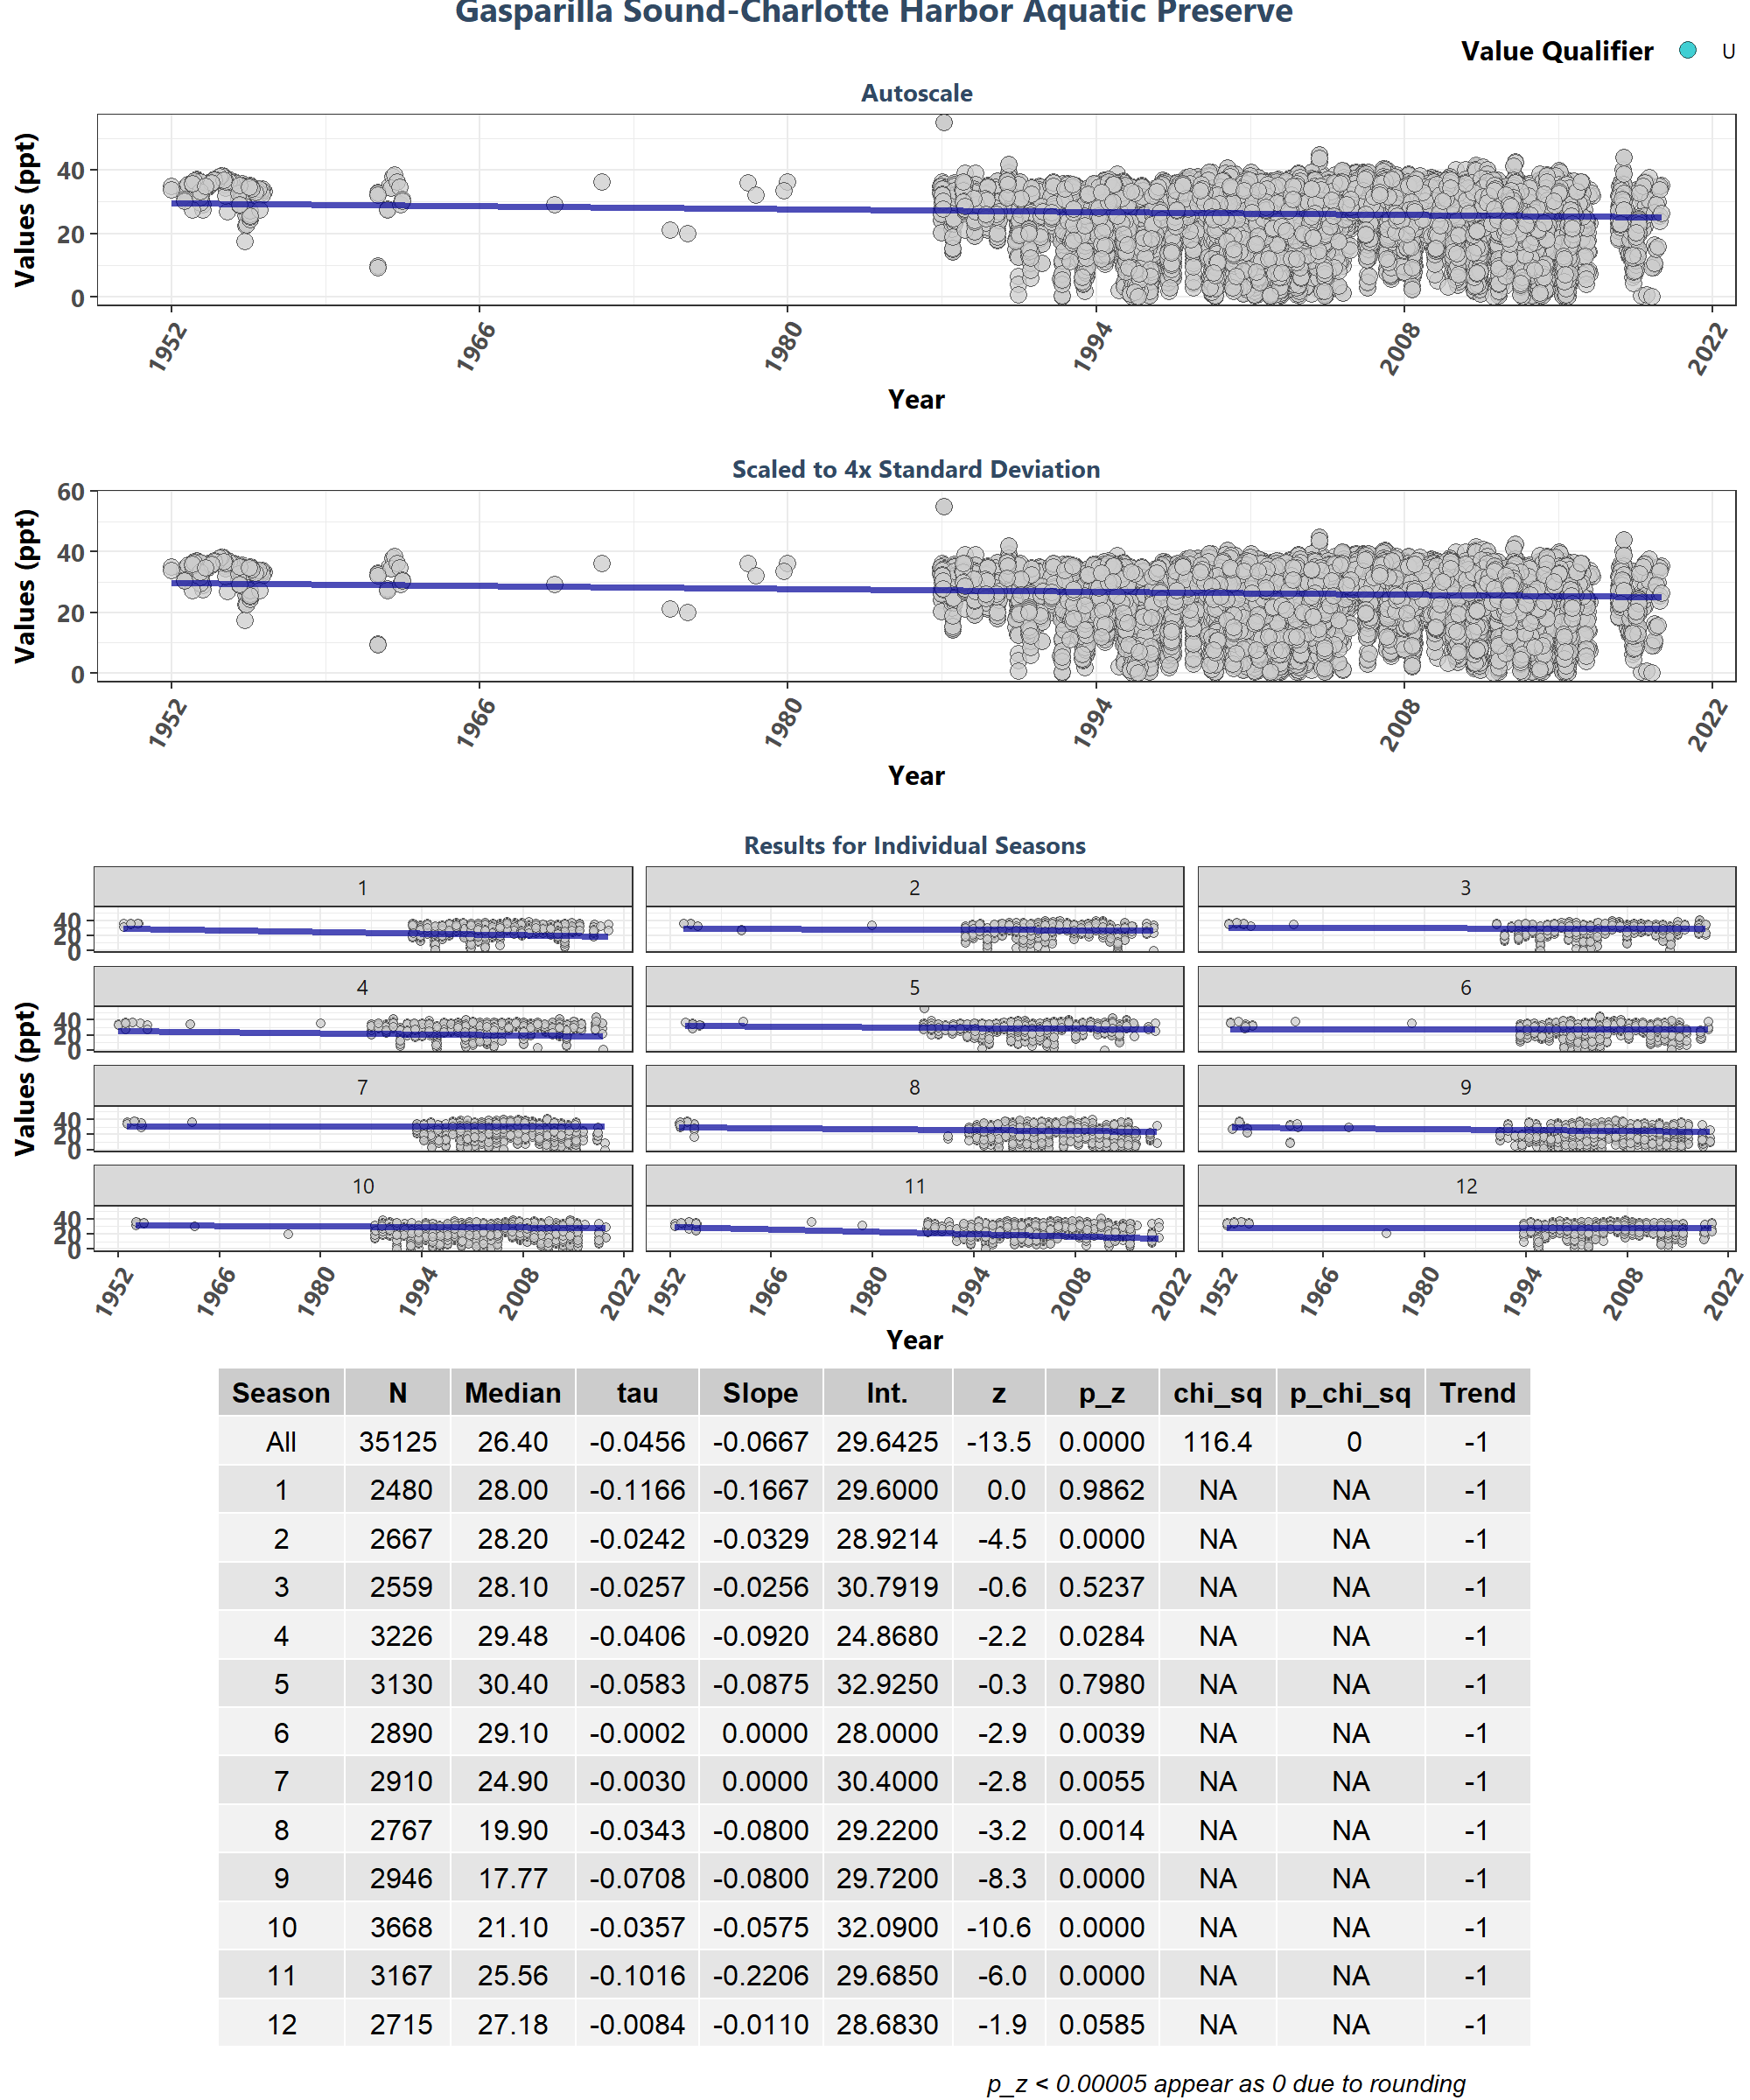 Gasparilla Sound-Charlotte Harbor Aquatic Preserve
Value Qualifier U
Autoscale
Values (ppt)
40
20
0
1952 1966 1980 1994 2008 2022
Year
Scaled to 4x Standard Deviation
Values (ppt)
60
40
20
0
1952 1966 1980 1994 2008 2022
Year
Results for Individual Seasons
Values (ppt)
1 2 3
40
20
0
4 5 6
40
20
0
7 8 9
40
20
0
10 11 12
40
20
0
1952 1966 1980 1994 2008 2022 1952 1966 1980 1994 2008 2022 1952 1966 1980 1994 2008 2022
Year
Season N Median tau Slope Int. z p_z chi_sq p_chi_sq Trend
All 35125 26.40 -0.0456 -0.0667 29.6425 -13.5 0.0000 116.4 0 -1
1 2480 28.00 -0.1166 -0.1667 29.6000 0.0 0.9862 NA NA -1
2 2667 28.20 -0.0242 -0.0329 28.9214 -4.5 0.0000 NA NA -1
3 2559 28.10 -0.0257 -0.0256 30.7919 -0.6 0.5237 NA NA -1
4 3226 29.48 -0.0406 -0.0920 24.8680 -2.2 0.0284 NA NA -1
5 3130 30.40 -0.0583 -0.0875 32.9250 -0.3 0.7980 NA NA -1
6 2890 29.10 -0.0002 0.0000 28.0000 -2.9 0.0039 NA NA -1
7 2910 24.90 -0.0030 0.0000 30.4000 -2.8 0.0055 NA NA -1
8 2767 19.90 -0.0343 -0.0800 29.2200 -3.2 0.0014 NA NA -1
9 2946 17.77 -0.0708 -0.0800 29.7200 -8.3 0.0000 NA NA -1
10 3668 21.10 -0.0357 -0.0575 32.0900 -10.6 0.0000 NA NA -1
11 3167 25.56 -0.1016 -0.2206 29.6850 -6.0 0.0000 NA NA -1
12 2715 27.18 -0.0084 -0.0110 28.6830 -1.9 0.0585 NA NA -1
p_z < 0.00005 appear as 0 due to rounding